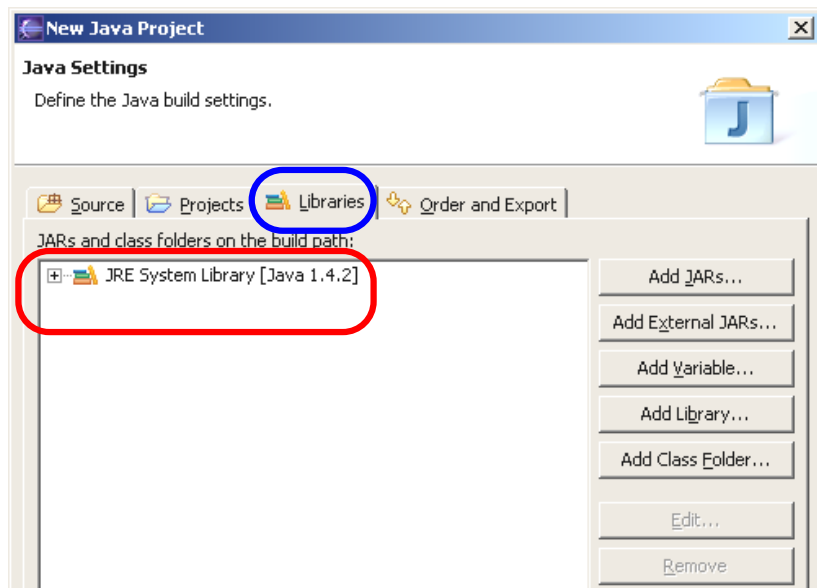 New Java Project
Java Settings
Define the Java build settings.
J
Source Projects Libraries Order and Export
JARs and class folders on the build path:
JRE System Library [Java 1.4.2]
Add JARs...
Add External JARs...
Add Variable...
Add Library...
Add Class Folder...
Edit...
Remove